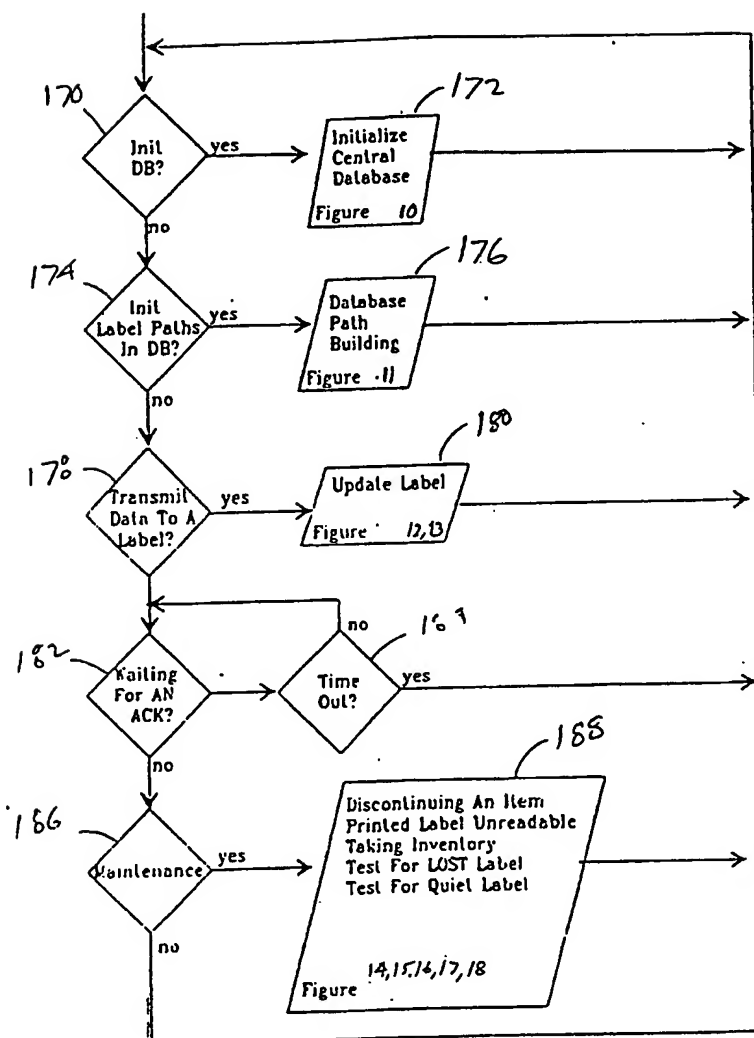 170
Init
DB?
yes
no
172
Initialize
Central
Database
Figure 10
174
Init
Label Paths
In DB?
yes
no
176
Database
Path
Building
Figure 11
178
Transmit
Data To A
Label?
yes
180
Update Label
Figure 12,13
182
Waiting
For AN
ACK?
no
no
Time
Out?
yes
186
Maintenance
yes
no
188
Discontinuing An Item
Printed Label Unreadable
Taking Inventory
Test For LOST Label
Test For Quiet Label
14,15,16,17,18
Figure